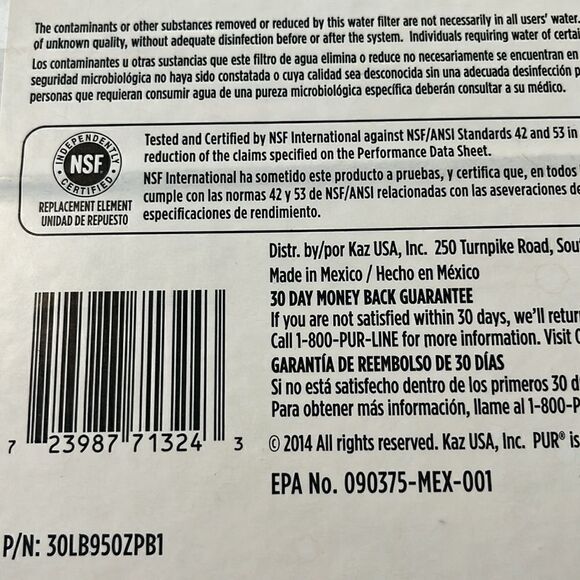 The contaminants or other substances removed or reduced by this water filter are not necessarily in all users' water.
of unknown quality, without adequate disinfection before or after the system. Individuals requiring water of certai
Los contaminantes u otras sustancias que este filtro de agua elimina o reduce no necesariamente se encuentran en
seguridad microbiológica no haya sido constatada o cuya calidad sea desconocida sin una adecuada desinfección p
personas que requieran consumir agua de una pureza microbiológica específica deberán consultar a su médico.
INDEPENDENTLY
NSF
CERTIFIED
REPLACEMENT ELEMENT
UNIDAD DE REPUESTO
Tested and Certified by NSF International against NSF/ANSI Standards 42 and 53 in
reduction of the claims specified on the Performance Data Sheet.
NSF International ha sometido este producto a pruebas, y certifica que, en todos
cumple con las normas 42 y 53 de NSF/ANSI relacionadas con las aseveraciones de
especificaciones de rendimiento.
Distr. by/por Kaz USA, Inc. 250 Turnpike Road, Sou
Made in Mexico / Hecho en México
30 DAY MONEY BACK GUARANTEE
If you are not satisfied within 30 days, we'll retur
Call 1-800-PUR-LINE for more information. Visit
GARANTÍA DE REEMBOLSO DE 30 DÍAS
Si no está satisfecho dentro de los primeros 30 d
Para obtener más información, llame al 1-800-P
7 23987 71324 3
© 2014 All rights reserved. Kaz USA, Inc. PUR® is
EPA No. 090375-MEX-001
P/N: 30LB950ZPB1